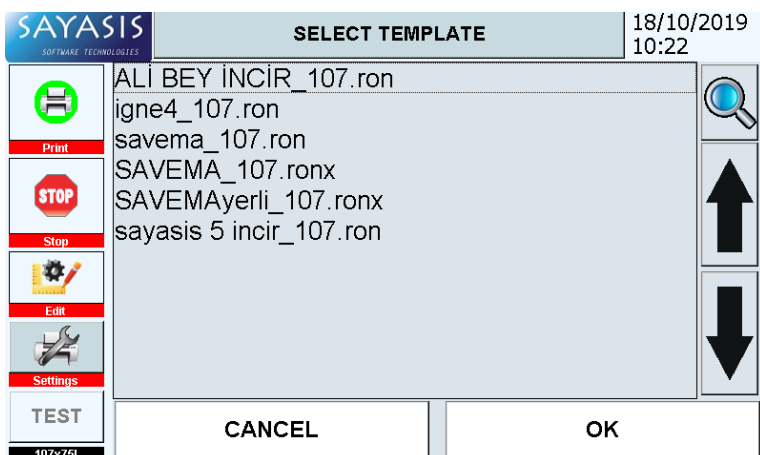 SAYASIS
SOFTWARE TECHNOLOGIES
SELECT TEMPLATE
18/10/2019
10:22
Print
STOP
Stop
Edit
Settings
TEST
107x75L
ALİ BEY İNCİR_107.ron
igne4_107.ron
savema_107.ron
SAVEMA_107.ronx
SAVEMAyerli_107.ronx
sayasis 5 incir_107.ron
CANCEL
OK